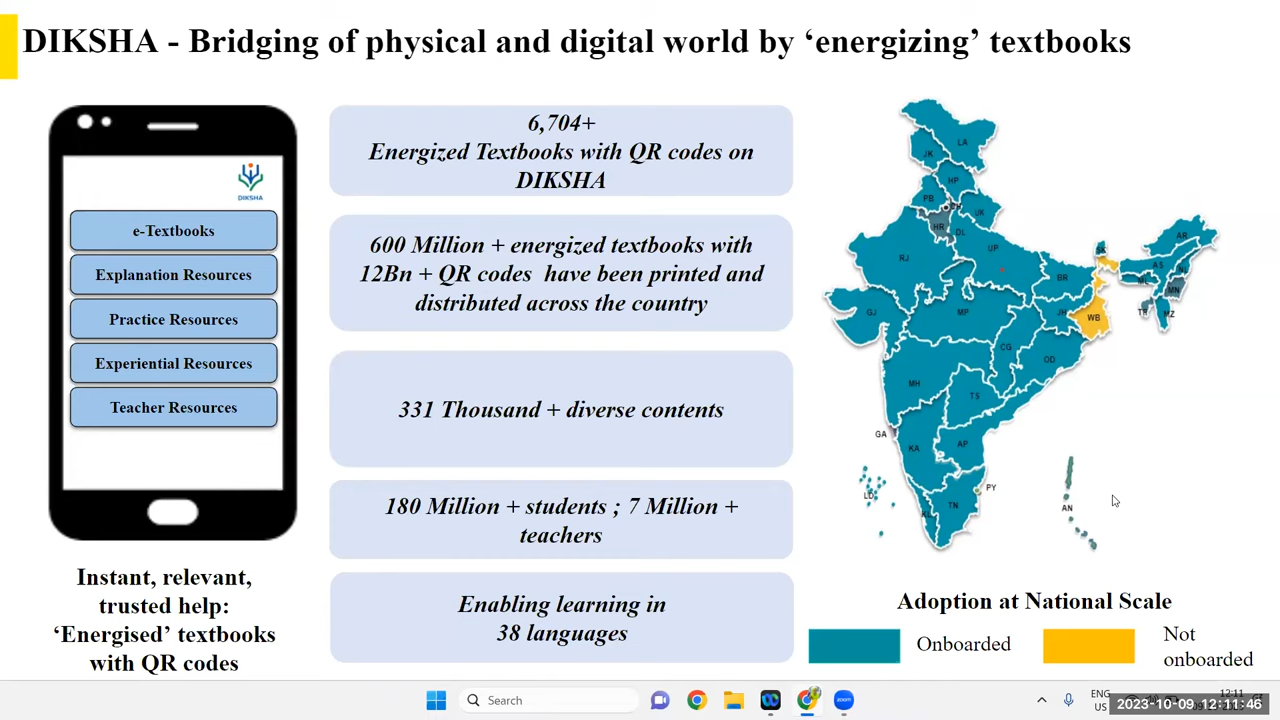 DIKSHA - Bridging of physical and digital world by ‘energizing’ textbooks
DIKSHA
e-Textbooks
Explanation Resources
Practice Resources
Experiential Resources
Teacher Resources
Instant, relevant,
trusted help:
‘Energised’ textbooks
with QR codes
6,704+
Energized Textbooks with QR codes on
DIKSHA
600 Million + energized textbooks with
12Bn + QR codes have been printed and
distributed across the country
331 Thousand + diverse contents
180 Million + students ; 7 Million +
teachers
Enabling learning in
38 languages
LA
JK
HP
PB
CH
UK
HR
DL
UP
RJ
SK
AR
AS
NL
ML
MN
BR
TR
MZ
GJ
MP
JH
WB
CG
OD
MH
TS
GA
KA
AP
PY
LD
TN
KL
AN
Adoption at National Scale
Onboarded
Not
onboarded
Search
zoom
ENG
US
12:11
2023-10-09, 12:11:46